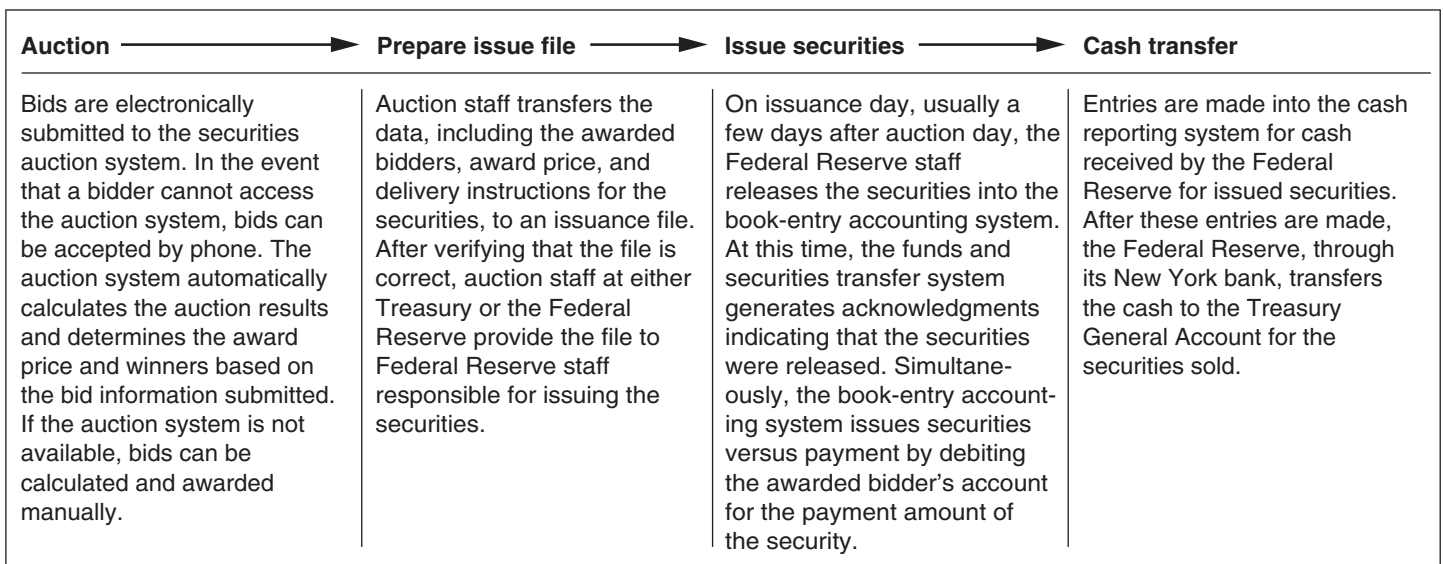 Auction
Prepare issue file
Issue securities
Cash transfer
Bids are electronically
submitted to the securities
auction system. In the event
that a bidder cannot access
the auction system, bids can
be accepted by phone. The
auction system automatically
calculates the auction results
and determines the award
price and winners based on
the bid information submitted.
If the auction system is not
available, bids can be
calculated and awarded
manually.
Auction staff transfers the
data, including the awarded
bidders, award price, and
delivery instructions for the
securities, to an issuance file.
After verifying that the file is
correct, auction staff at either
Treasury or the Federal
Reserve provide the file to
Federal Reserve staff
responsible for issuing the
securities.
On issuance day, usually a
few days after auction day, the
Federal Reserve staff
releases the securities into the
book-entry accounting system.
At this time, the funds and
securities transfer system
generates acknowledgments
indicating that the securities
were released. Simultane-
ously, the book-entry account-
ing system issues securities
versus payment by debiting
the awarded bidder's account
for the payment amount of
the security.
Entries are made into the cash
reporting system for cash
received by the Federal
Reserve for issued securities.
After these entries are made,
the Federal Reserve, through
its New York bank, transfers
the cash to the Treasury
General Account for the
securities sold.